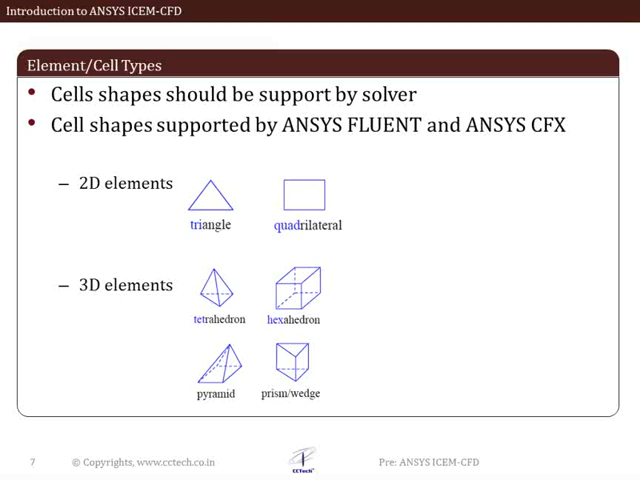 Introduction to ANSYS ICEM-CFD
Element/Cell Types
• Cells shapes should be support by solver
• Cell shapes supported by ANSYS FLUENT and ANSYS CFX
– 2D elements
triangle quadrilateral
– 3D elements
tetrahedron hexahedron
pyramid prism/wedge
7 © Copyrights, www.cctech.co.in CCTech Pre: ANSYS ICEM-CFD